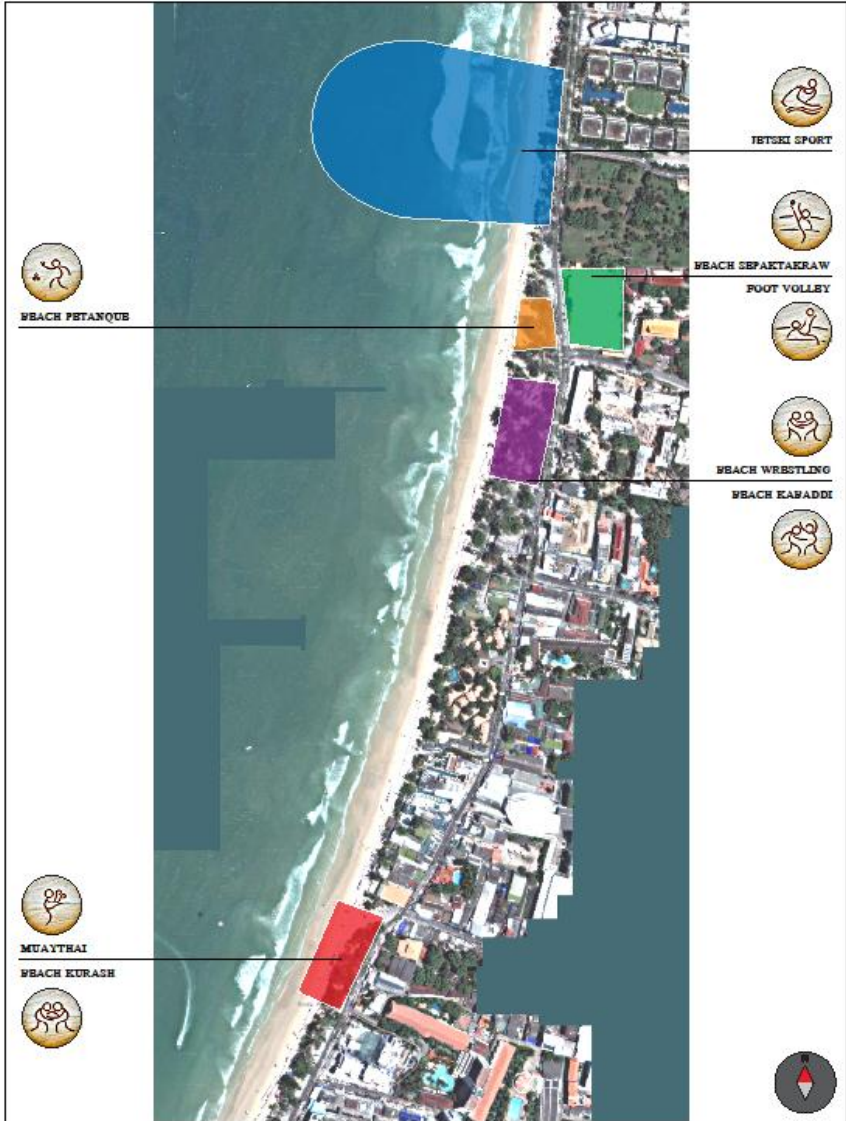 JETSKI SPORT
BEACH SEPAKTAKRAW
FOOT VOLLEY
BEACH PETANQUE
BEACH WRESTLING
BEACH KABADDI
MUAYTHAI
BEACH KURASH
N